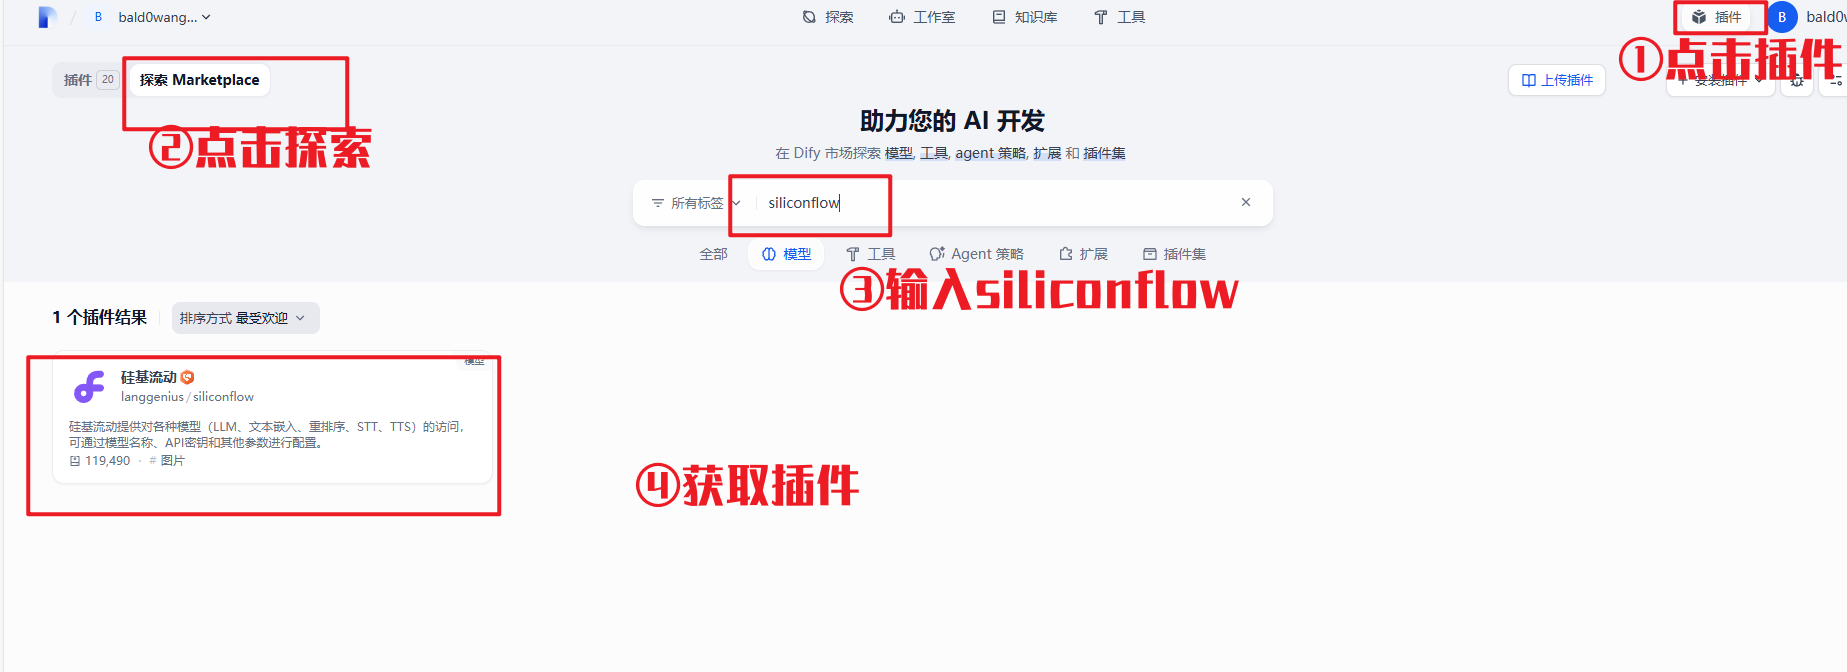 B bald0wang...
探索
工作室
知识库
工具
插件
B bald0w
①点击插件
插件 20
探索 Marketplace
②点击探索
上传插件
安装插件
助力您的 AI 开发
在 Dify 市场探索 模型, 工具, agent 策略, 扩展 和 插件集
所有标签
siliconflow
全部
模型
工具
Agent 策略
扩展
插件集
③输入siliconflow
1 个插件结果
排序方式 最受欢迎
模型
硅基流动
langgenius / siliconflow
硅基流动提供对各种模型（LLM、文本嵌入、重排序、STT、TTS）的访问，
可通过模型名称、API密钥和其他参数进行配置。
119,490 · # 图片
④获取插件